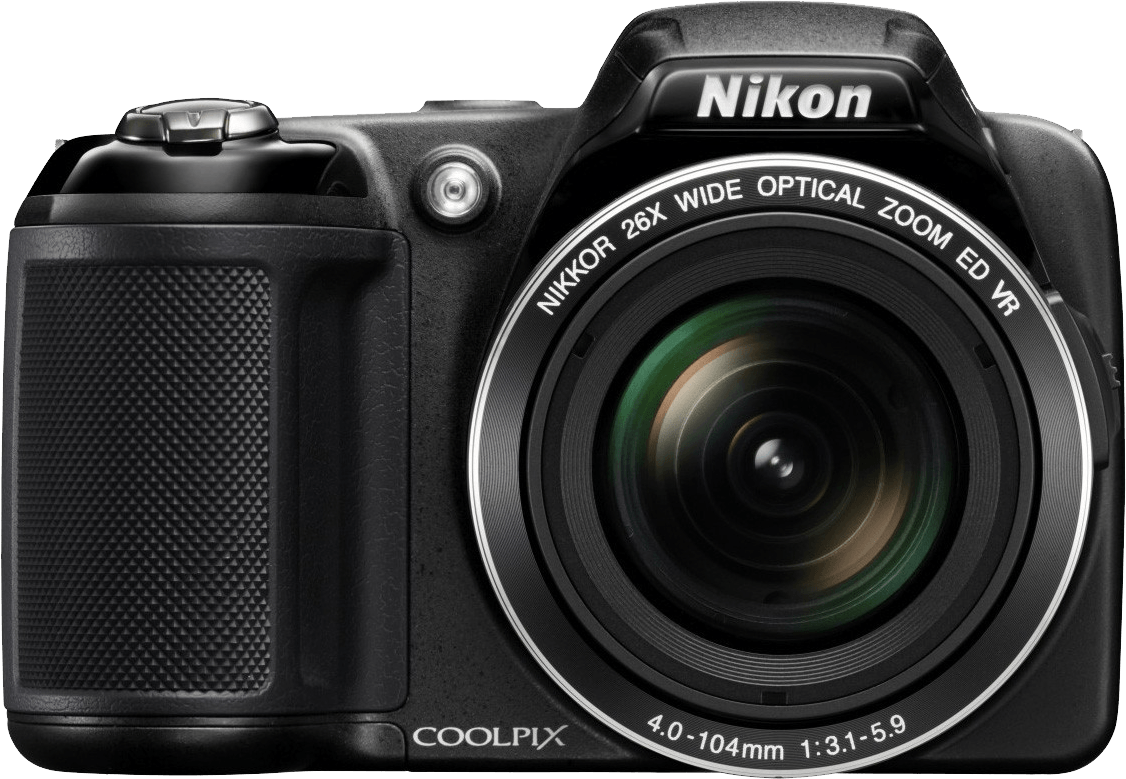 Nikon
NIKKOR 26X WIDE OPTICAL ZOOM ED VR
4.0-104mm 1:3.1-5.9
COOLPIX